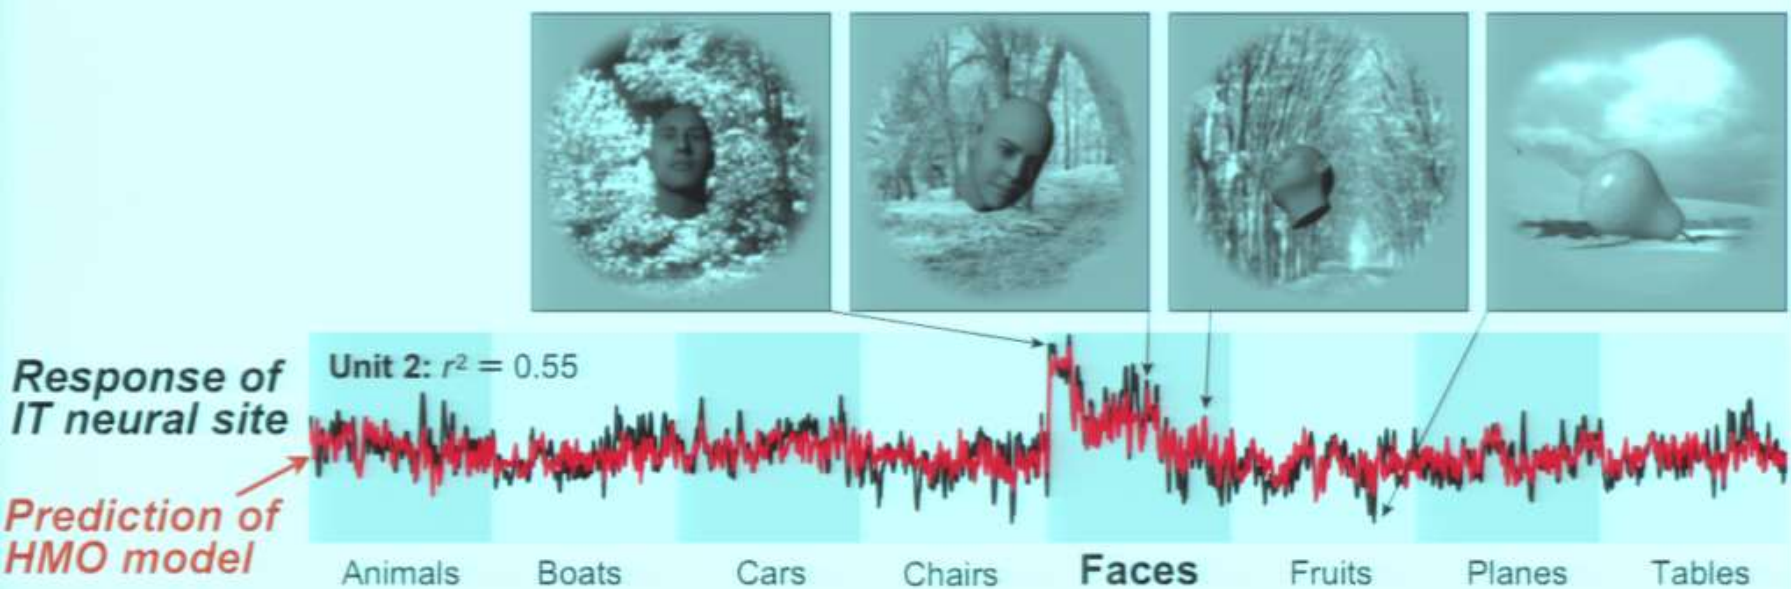 Response of
IT neural site
Unit 2: r² = 0.55
Prediction of
HMO model
Animals Boats Cars Chairs Faces Fruits Planes Tables